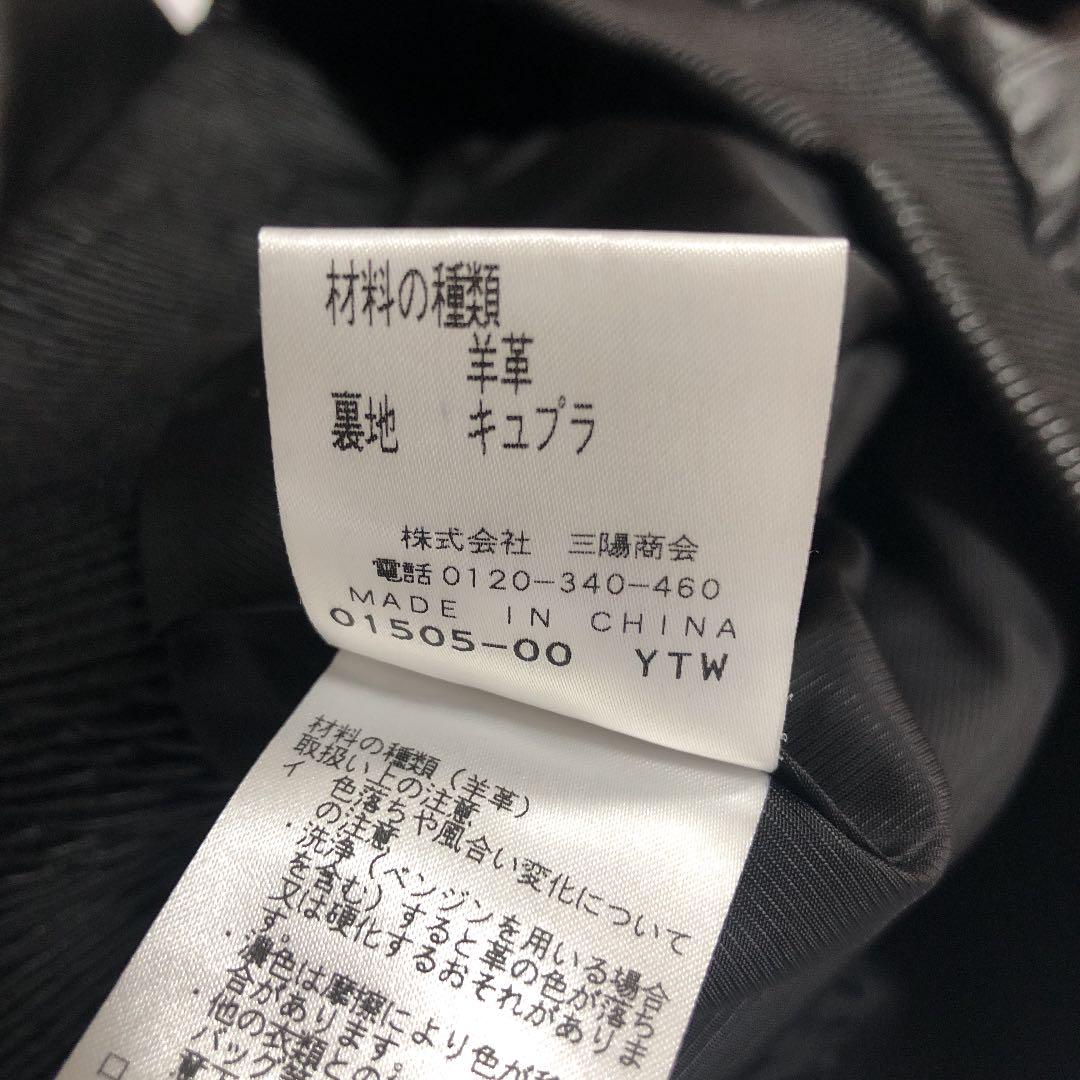 材料の種類
羊革
裏地 キュプラ
株式会社 三陽商会
電話 0120-340-460
MADE IN CHINA
01505-00 YTW
材料の種類(羊革)
取扱い上の注意
イ 色落ちや風合い変化について
の注意
・洗浄(ベンジンを用いる場合
を含む)すると革の色が落ち
又は硬化するおそれがありま
す。
・濃色は摩擦により色が移
合があります。
・他の衣類等との
バッグ等
□